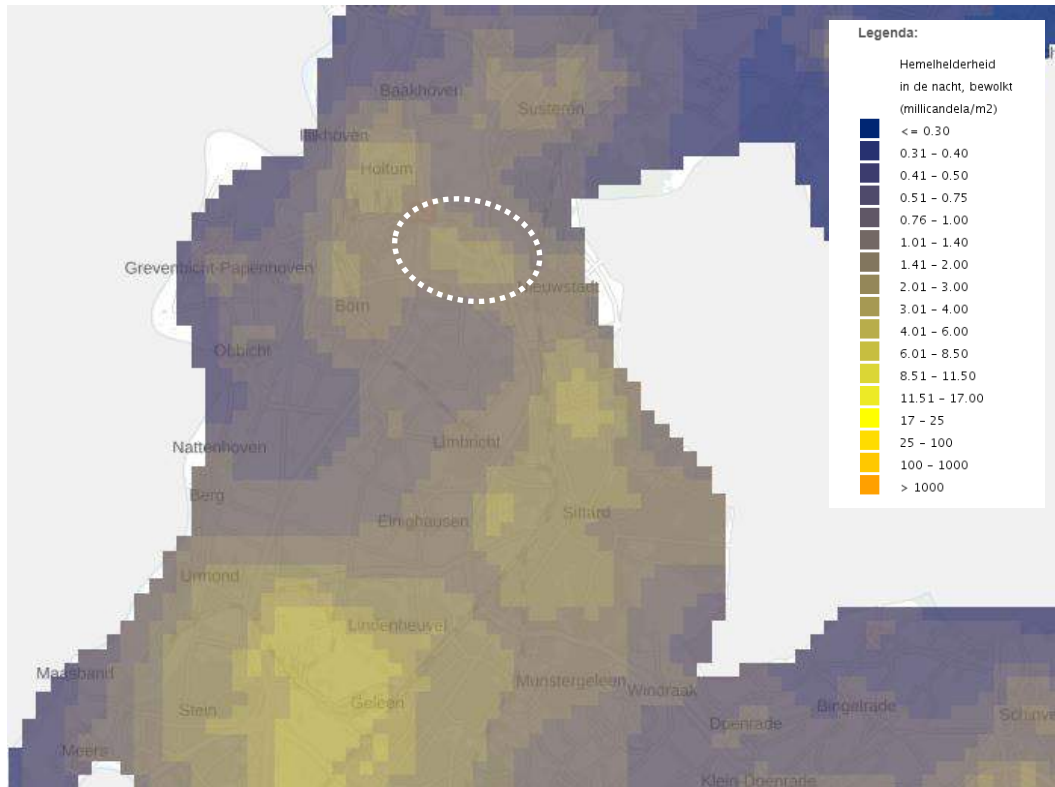 Legenda:
Hemelhelderheid
in de nacht, bewolkt
(millicandela/m2)
<= 0.30
0.31 - 0.40
0.41 - 0.50
0.51 - 0.75
0.76 - 1.00
1.01 - 1.40
1.41 - 2.00
2.01 - 3.00
3.01 - 4.00
4.01 - 6.00
6.01 - 8.50
8.51 - 11.50
11.51 - 17.00
17 - 25
25 - 100
100 - 1000
> 1000
Baakhoven
Susteren
Illikhoven
Holtum
Grevenbicht-Papenhoven
Nieuwstadt
Born
Obbicht
Limbricht
Nattenhoven
Berg
Einighausen
Sittard
Urmond
Lindenheuvel
Maasband
Munstergeleen
Windraak
Stein
Geleen
Bingelrade
Doenrade
Schinve
Meers
Klein-Doenrade